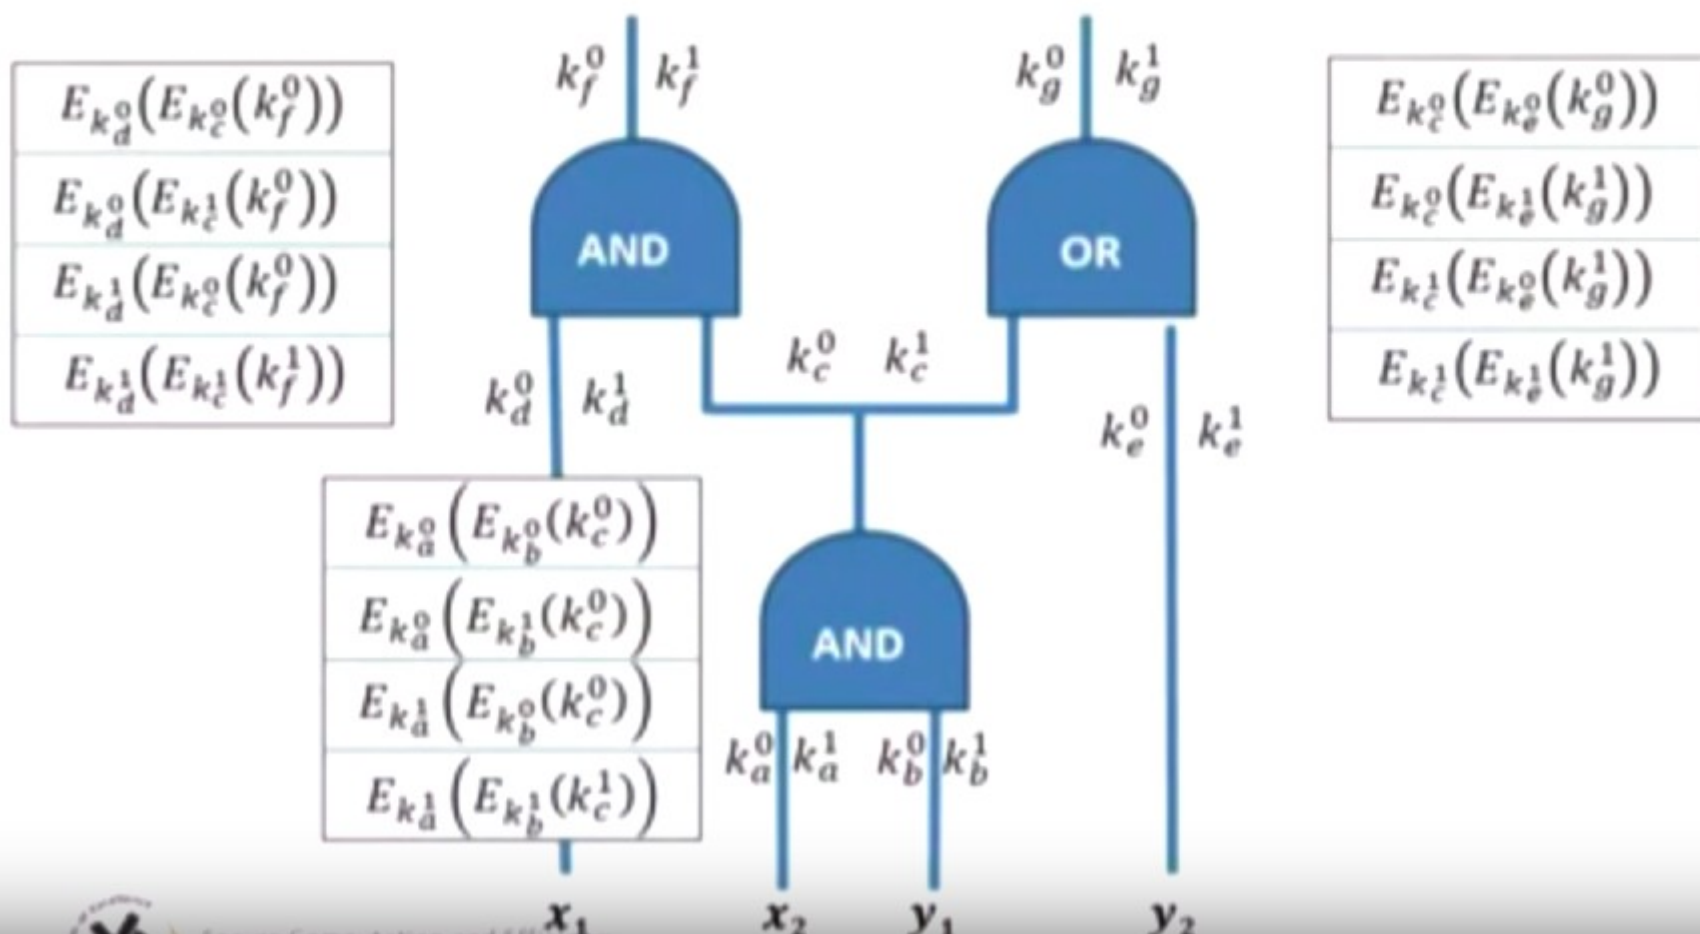 k_f^0 k_f^1
k_g^0 k_g^1
E_{k_d^0}(E_{k_c^0}(k_f^0))
E_{k_d^0}(E_{k_c^1}(k_f^0))
E_{k_d^1}(E_{k_c^0}(k_f^0))
E_{k_d^1}(E_{k_c^1}(k_f^1))
AND
OR
E_{k_c^0}(E_{k_e^0}(k_g^0))
E_{k_c^0}(E_{k_e^1}(k_g^1))
E_{k_c^1}(E_{k_e^0}(k_g^1))
E_{k_c^1}(E_{k_e^1}(k_g^1))
k_c^0 k_c^1
k_d^0 k_d^1
k_e^0 k_e^1
E_{k_a^0}(E_{k_b^0}(k_c^0))
E_{k_a^0}(E_{k_b^1}(k_c^0))
E_{k_a^1}(E_{k_b^0}(k_c^0))
E_{k_a^1}(E_{k_b^1}(k_c^1))
AND
k_a^0 k_a^1 k_b^0 k_b^1
x_1 x_2 y_1 y_2